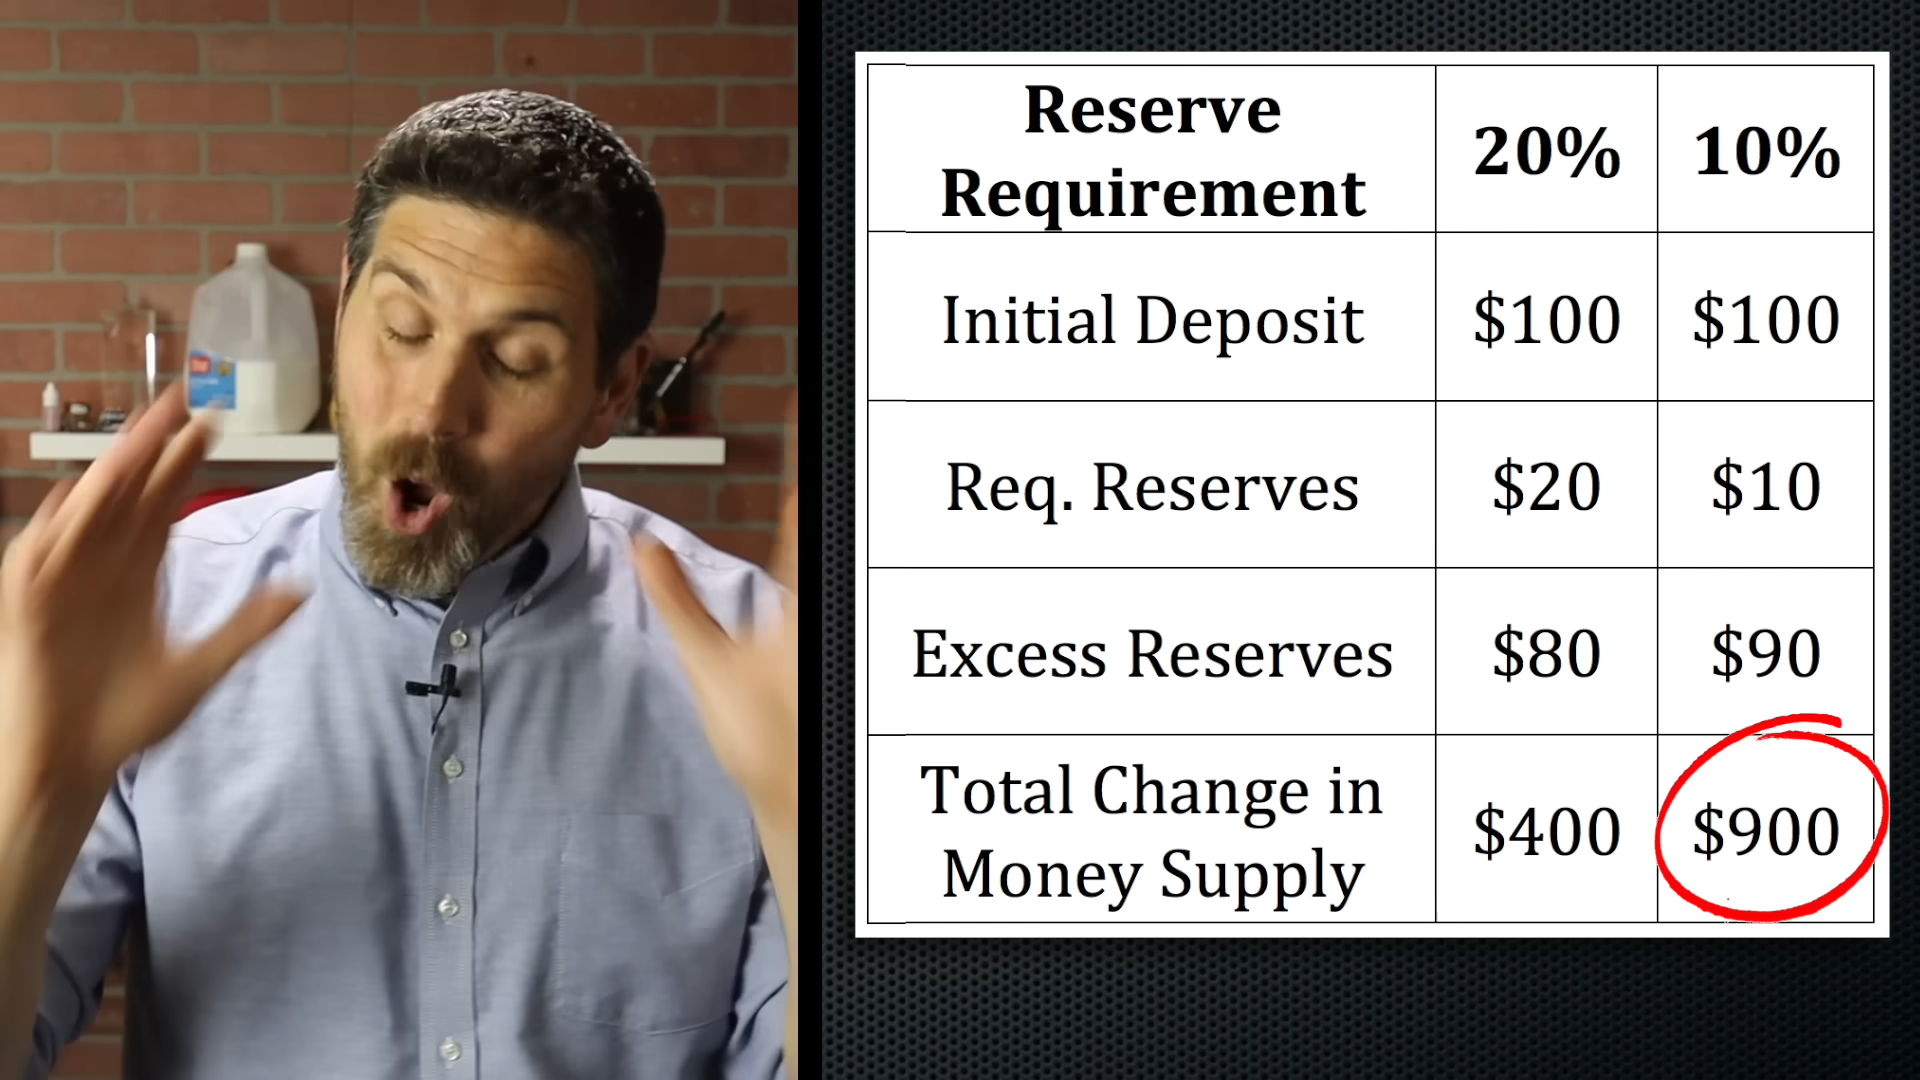 Reserve
Requirement
20%
10%
Initial Deposit
$100
$100
Req. Reserves
$20
$10
Excess Reserves
$80
$90
Total Change in
Money Supply
$400
$900